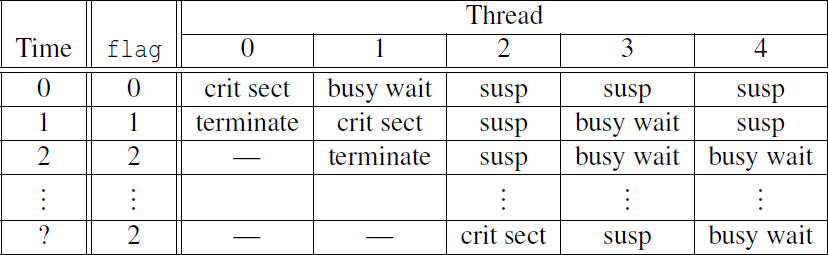 Thread
Time flag 0 1 2 3 4
0 0 crit sect busy wait susp susp susp
1 1 terminate crit sect susp busy wait susp
2 2 — terminate susp busy wait busy wait
⋮ ⋮ ⋮ ⋮ ⋮
? 2 — — crit sect susp busy wait